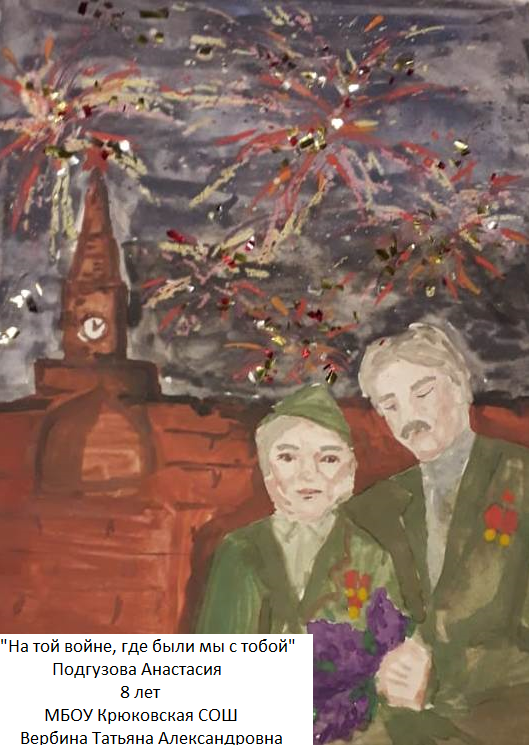 "На той войне, где были мы с тобой"
Подгузова Анастасия
8 лет
МБОУ Крюковская СОШ
Вербина Татьяна Александровна